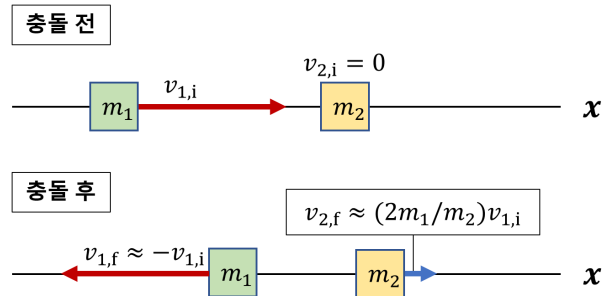 충돌 전
v₁,ᵢ
v₂,ᵢ = 0
m₁
m₂
x
충돌 후
v₂,f ≈ (2m₁/m₂)v₁,ᵢ
v₁,f ≈ −v₁,ᵢ
m₁
m₂
x